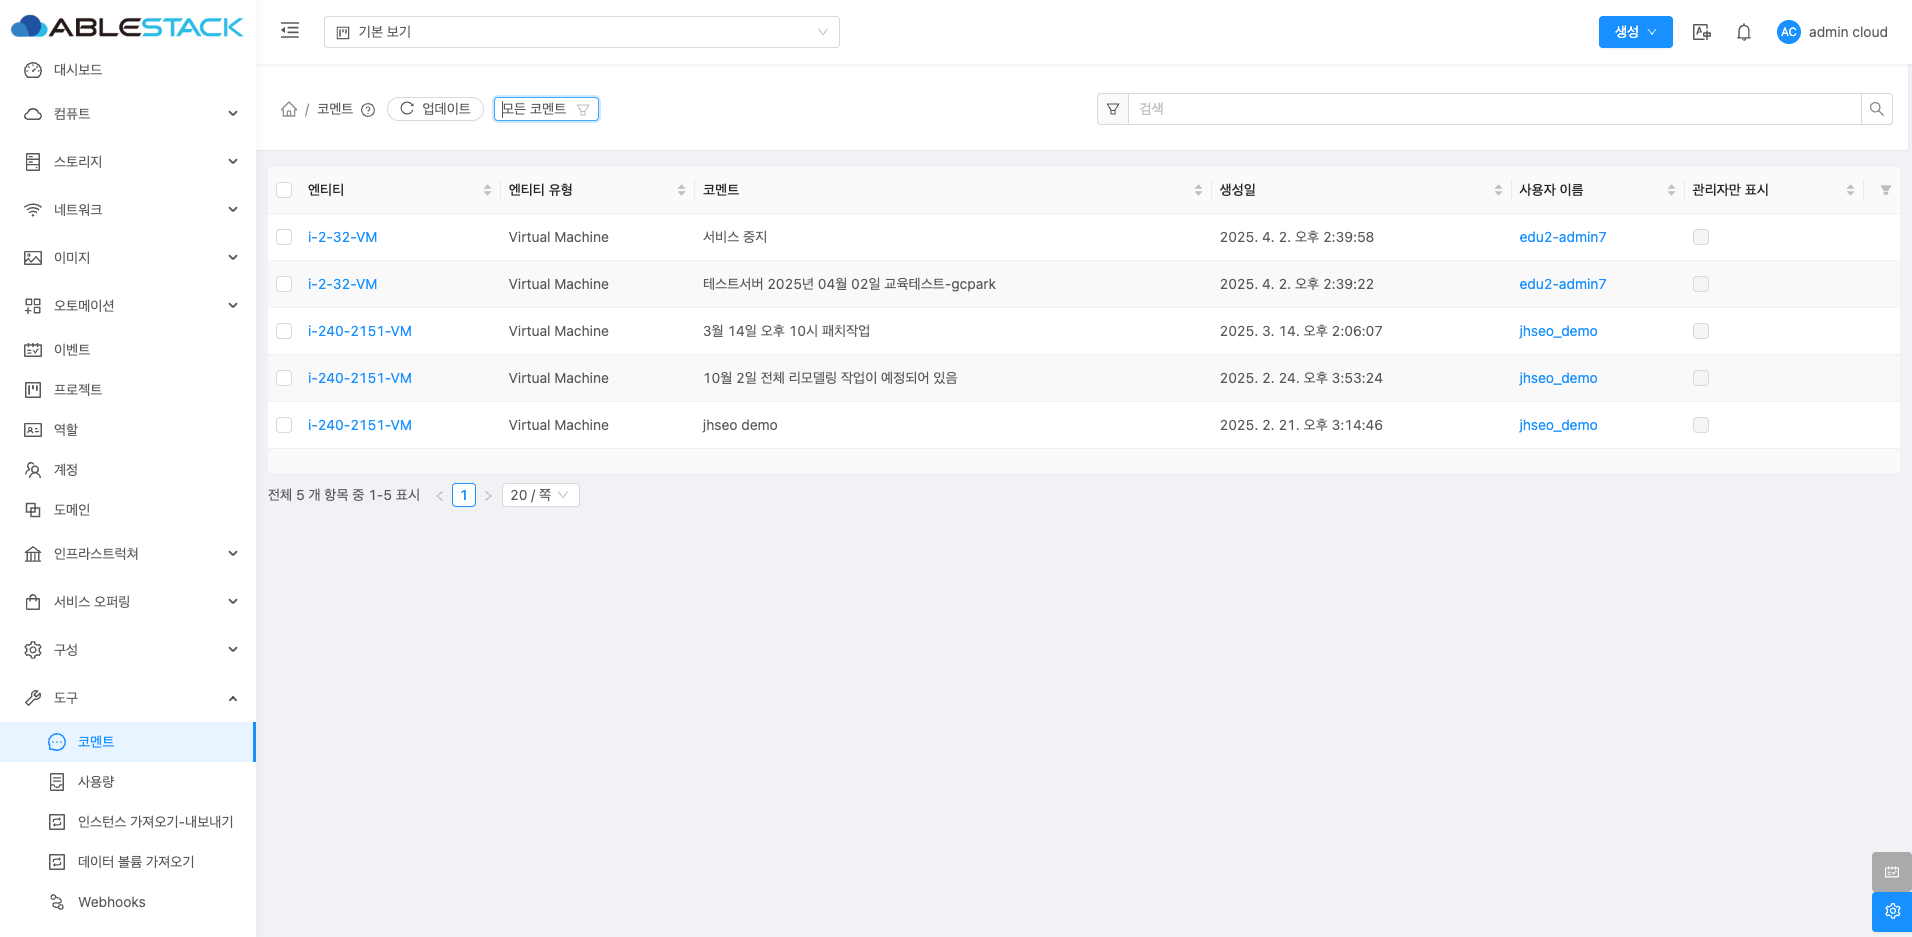 ABLESTACK
기본 보기
생성
AC
admin cloud
대시보드
컴퓨트
스토리지
네트워크
이미지
오토메이션
이벤트
프로젝트
역할
계정
도메인
인프라스트럭쳐
서비스 오퍼링
구성
도구
코멘트
사용량
인스턴스 가져오기-내보내기
데이터 볼륨 가져오기
Webhooks
/ 코멘트 업데이트 모든 코멘트
검색
엔티티 엔티티 유형 코멘트 생성일 사용자 이름 관리자만 표시
i-2-32-VM Virtual Machine 서비스 중지 2025. 4. 2. 오후 2:39:58 edu2-admin7
i-2-32-VM Virtual Machine 테스트서버 2025년 04월 02일 교육테스트-gcpark 2025. 4. 2. 오후 2:39:22 edu2-admin7
i-240-2151-VM Virtual Machine 3월 14일 오후 10시 패치작업 2025. 3. 14. 오후 2:06:07 jhseo_demo
i-240-2151-VM Virtual Machine 10월 2일 전체 리모델링 작업이 예정되어 있음 2025. 2. 24. 오후 3:53:24 jhseo_demo
i-240-2151-VM Virtual Machine jhseo demo 2025. 2. 21. 오후 3:14:46 jhseo_demo
전체 5 개 항목 중 1-5 표시 < 1 > 20 / 쪽